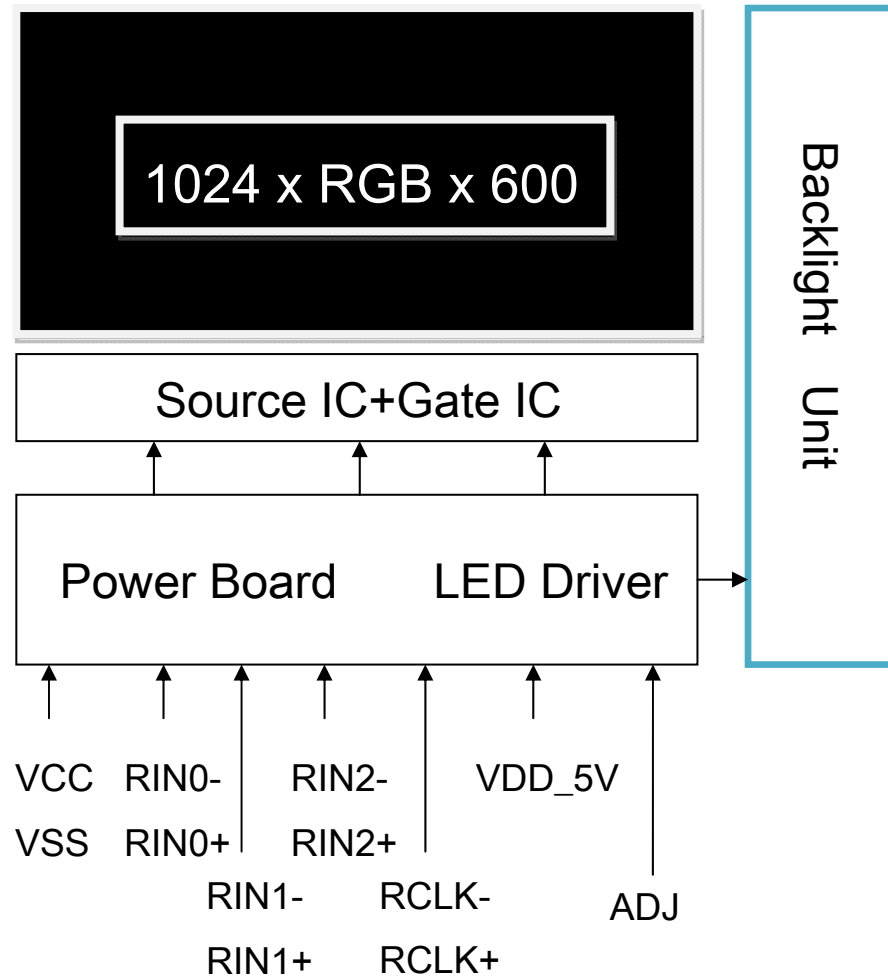 1024 x RGB x 600
Backlight Unit
Source IC+Gate IC
Power Board LED Driver
VCC RIN0- RIN2- VDD_5V
VSS RIN0+ RIN2+
RIN1- RCLK- ADJ
RIN1+ RCLK+